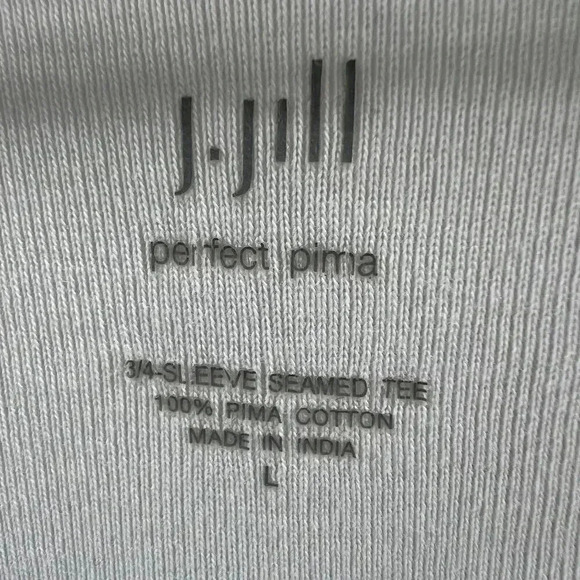 j.jill
perfect pima
3/4-SLEEVE SEAMED TEE
100% PIMA COTTON
MADE IN INDIA
L